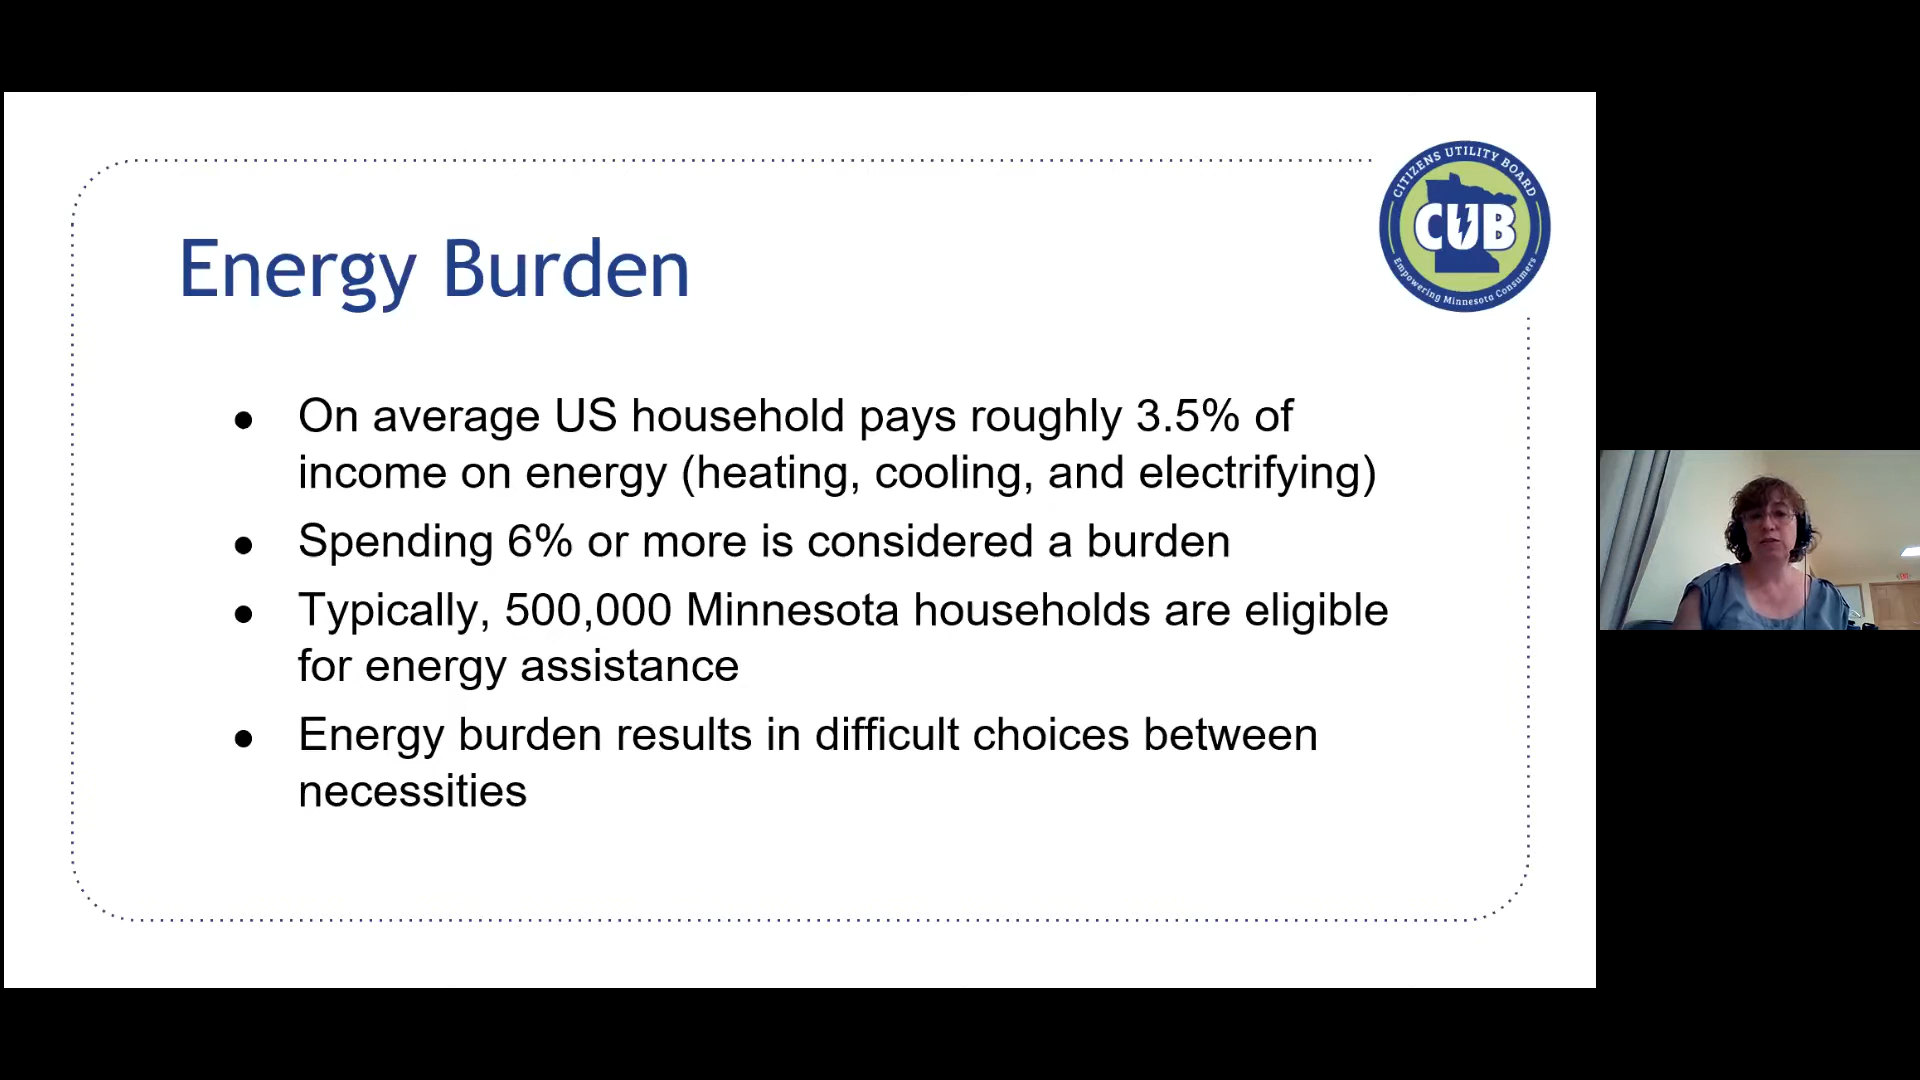 CITIZENS UTILITY BOARD
CUB
Empowering Minnesota Consumers
Energy Burden
● On average US household pays roughly 3.5% of
income on energy (heating, cooling, and electrifying)
● Spending 6% or more is considered a burden
● Typically, 500,000 Minnesota households are eligible
for energy assistance
● Energy burden results in difficult choices between
necessities